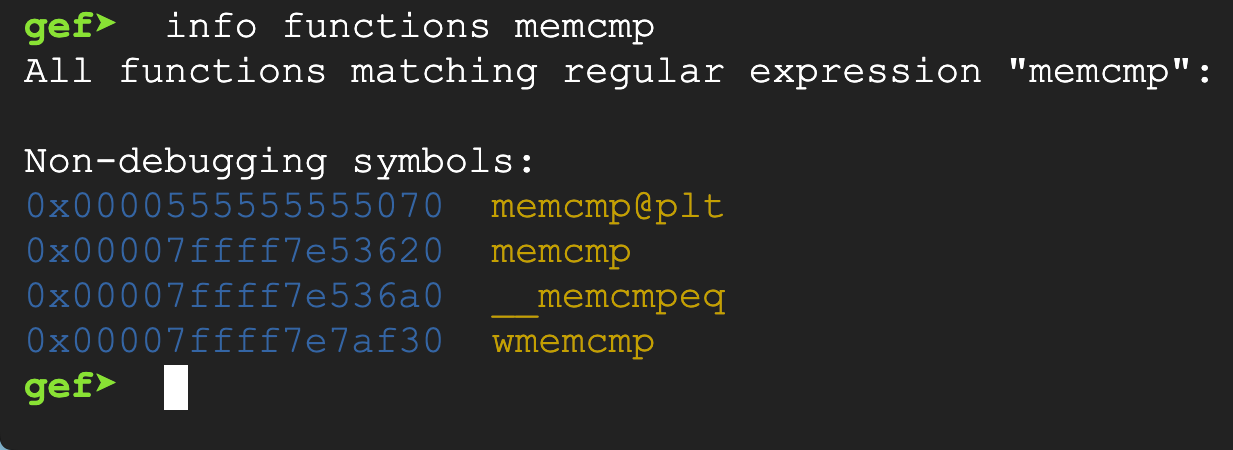 gef➤  info functions memcmp
All functions matching regular expression "memcmp":
Non-debugging symbols:
0x0000555555555070  memcmp@plt
0x00007ffff7e53620  memcmp
0x00007ffff7e536a0  __memcmpeq
0x00007ffff7e7af30  wmemcmp
gef➤